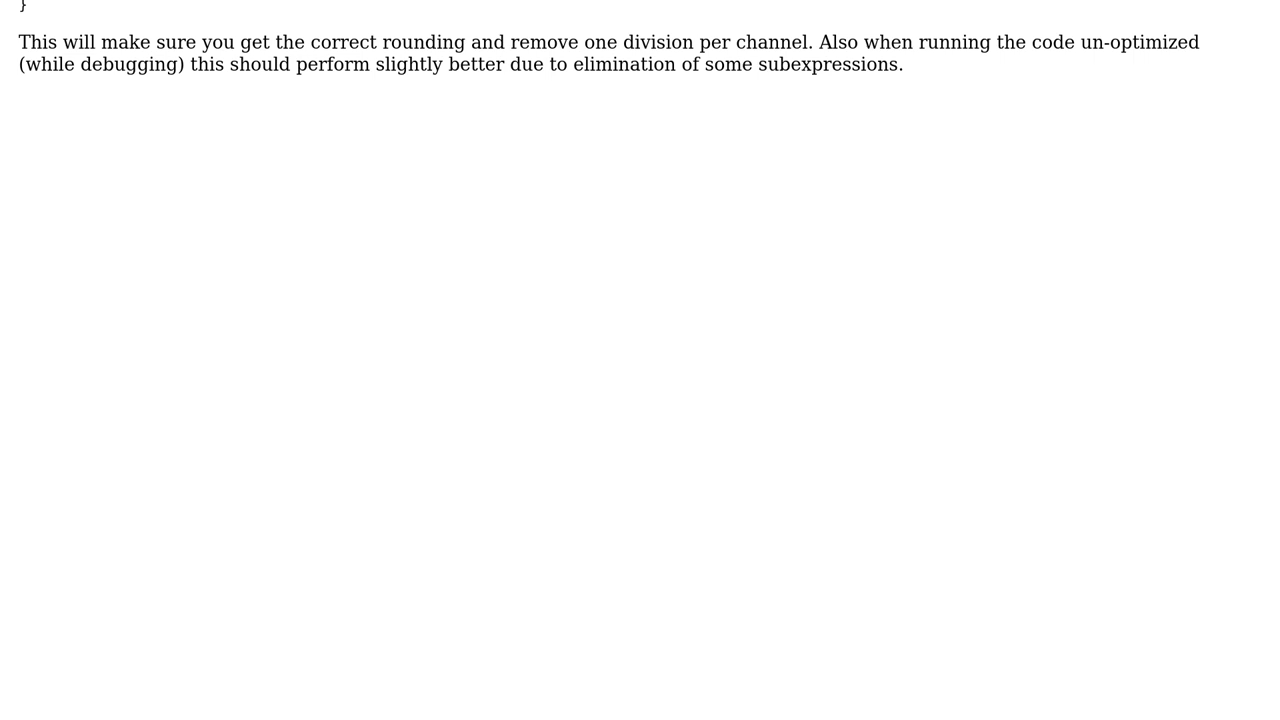 }
This will make sure you get the correct rounding and remove one division per channel. Also when running the code un-optimized
(while debugging) this should perform slightly better due to elimination of some subexpressions.